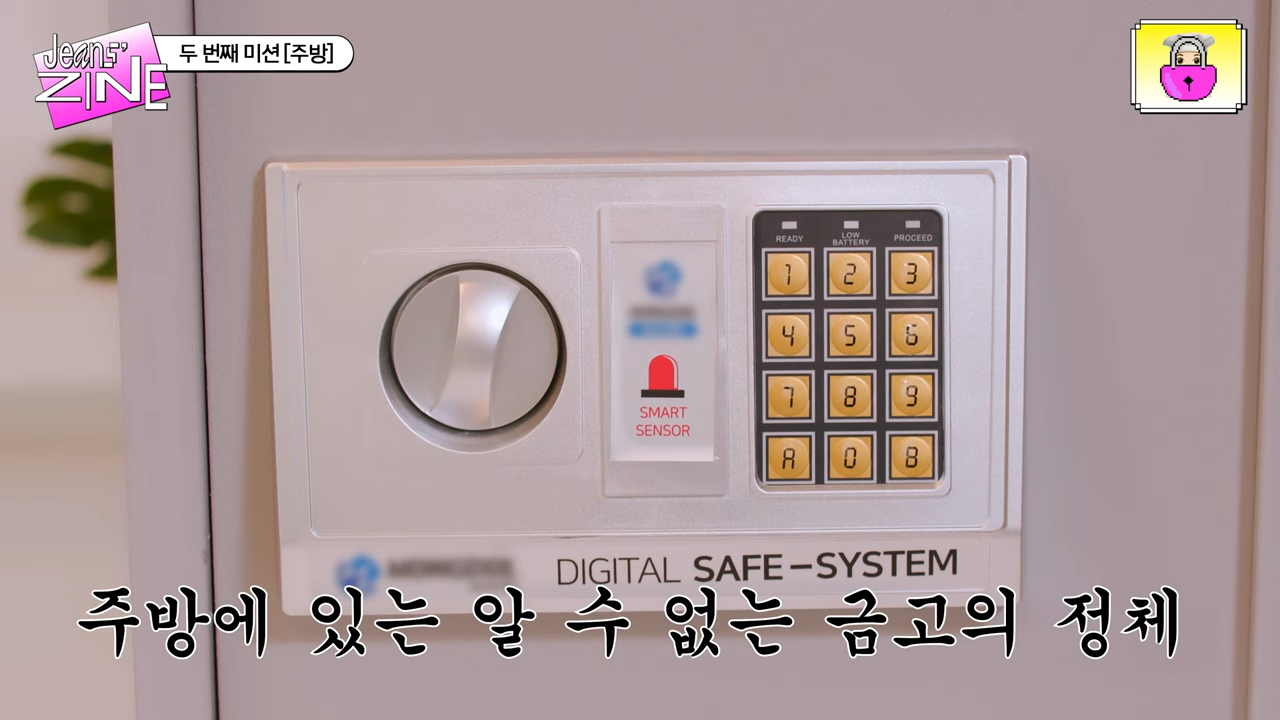 Jeans'
ZINE
두 번째 미션 [주방]
READY
LOW
BATTERY
PROCEED
1 2 3
4 5 6
7 8 9
A 0 B
SMART
SENSOR
DIGITAL SAFE-SYSTEM
주방에 있는 알 수 없는 금고의 정체